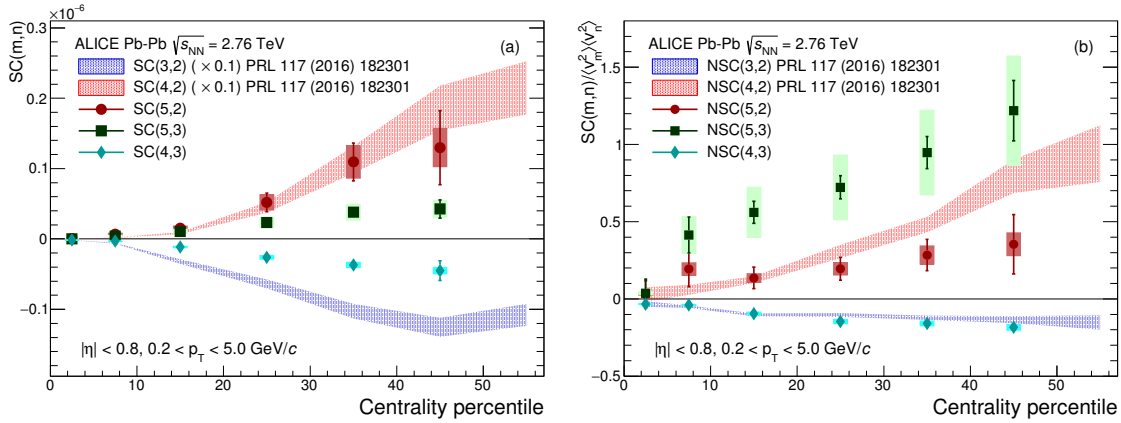 ×10⁻⁶
SC(m,n)
0.3
0.2
0.1
0
−0.1
ALICE Pb-Pb √sNN = 2.76 TeV
(a)
SC(3,2) (×0.1) PRL 117 (2016) 182301
SC(4,2) (×0.1) PRL 117 (2016) 182301
SC(5,2)
SC(5,3)
SC(4,3)
|η| < 0.8, 0.2 < pT < 5.0 GeV/c
0 10 20 30 40 50
Centrality percentile
SC(m,n)/⟨v²m⟩⟨v²n⟩
1.5
1
0.5
0
−0.5
ALICE Pb-Pb √sNN = 2.76 TeV
(b)
NSC(3,2) PRL 117 (2016) 182301
NSC(4,2) PRL 117 (2016) 182301
NSC(5,2)
NSC(5,3)
NSC(4,3)
|η| < 0.8, 0.2 < pT < 5.0 GeV/c
0 10 20 30 40 50
Centrality percentile